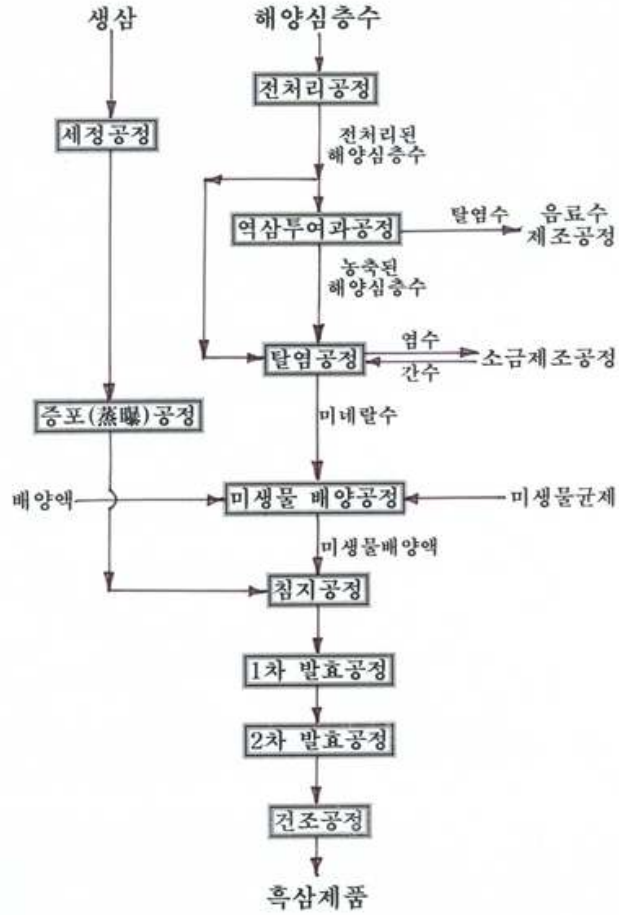 생삼
해양심층수
전처리공정
세정공정
전처리된
해양심층수
역삼투여과공정
탈염수
음료수
제조공정
농축된
해양심층수
탈염공정
염수
간수
소금제조공정
증포(蒸曝)공정
미네랄수
배양액
미생물 배양공정
미생물균제
미생물배양액
침지공정
1차 발효공정
2차 발효공정
건조공정
흑삼제품